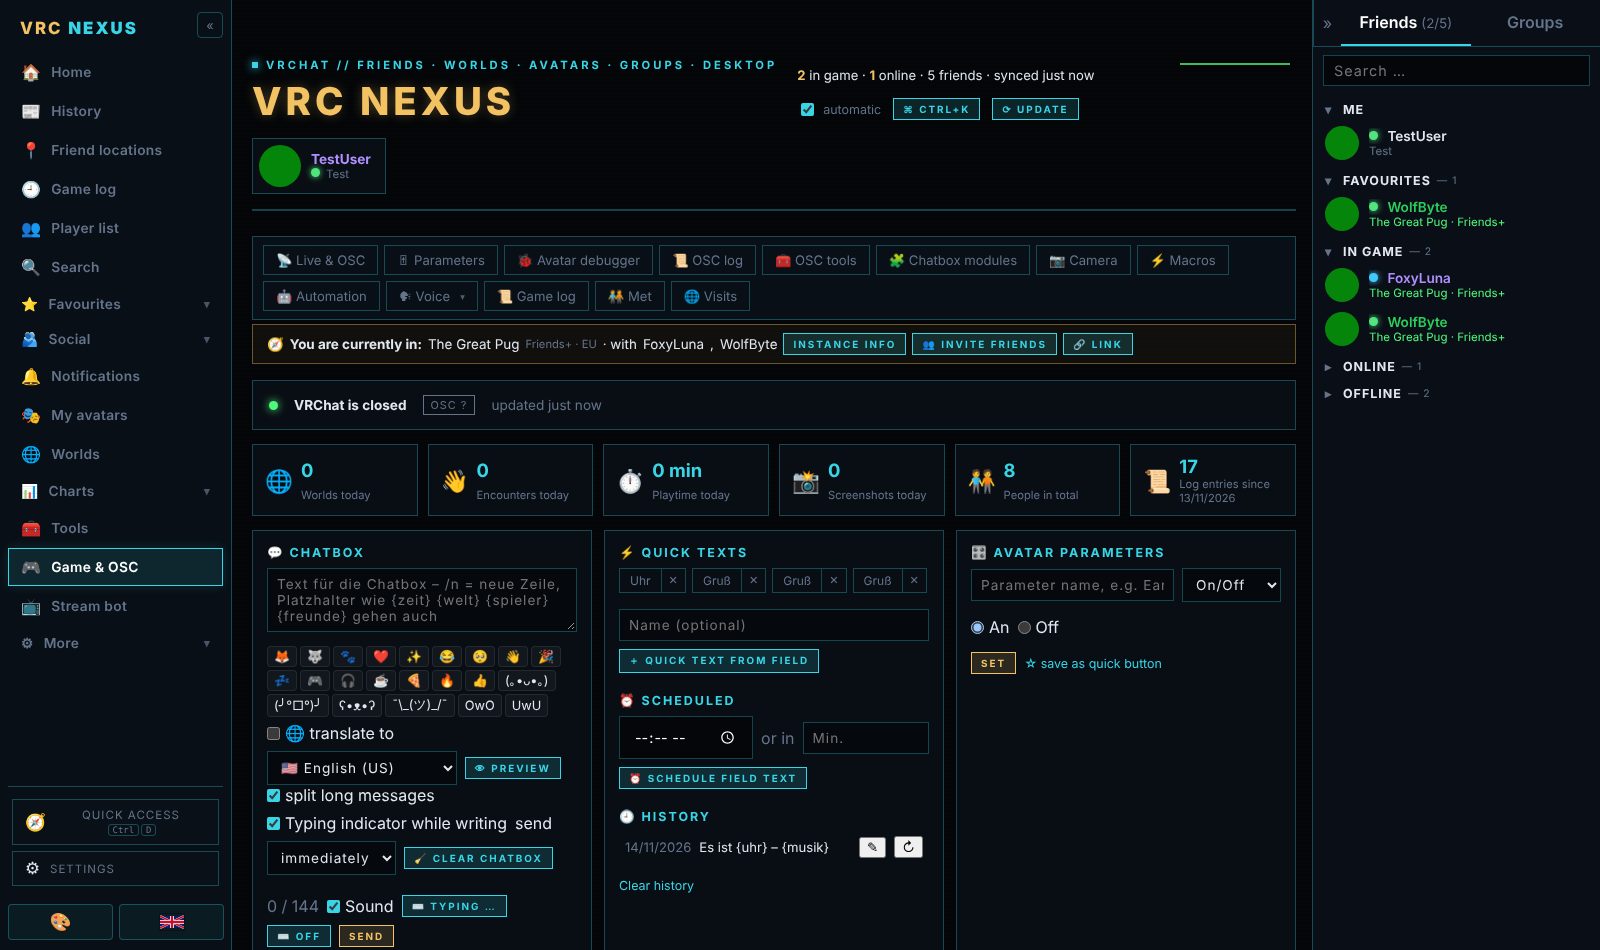 VRC NEXUS
«
Home
History
Friend locations
Game log
Player list
Search
Favourites
Social
Notifications
My avatars
Worlds
Charts
Tools
Game & OSC
Stream bot
More
QUICK ACCESS
Ctrl D
SETTINGS
VRCHAT // FRIENDS · WORLDS · AVATARS · GROUPS · DESKTOP
VRC NEXUS
2 in game · 1 online · 5 friends · synced just now
automatic
⌘ CTRL+K
⟳ UPDATE
TestUser
Test
Live & OSC
Parameters
Avatar debugger
OSC log
OSC tools
Chatbox modules
Camera
Macros
Automation
Voice
Game log
Met
Visits
You are currently in: The Great Pug Friends+ · EU · with FoxyLuna , WolfByte
INSTANCE INFO
INVITE FRIENDS
LINK
VRChat is closed
OSC ?
updated just now
0
Worlds today
0
Encounters today
0 min
Playtime today
0
Screenshots today
8
People in total
17
Log entries since
13/11/2026
CHATBOX
Text für die Chatbox – /n = neue Zeile,
Platzhalter wie {zeit} {welt} {spieler}
{freunde} gehen auch
(｡•ᴗ•｡)
(╯°□°)╯ ʕ•ᴥ•ʔ ¯\_(ツ)_/¯ OwO UwU
translate to
English (US)
PREVIEW
split long messages
Typing indicator while writing send
immediately
CLEAR CHATBOX
0 / 144
Sound
TYPING …
OFF
SEND
QUICK TEXTS
Uhr ✕ Gruß ✕ Gruß ✕ Gruß ✕
Name (optional)
+ QUICK TEXT FROM FIELD
SCHEDULED
--:-- --
or in
Min.
SCHEDULE FIELD TEXT
HISTORY
14/11/2026 Es ist {uhr} – {musik}
Clear history
AVATAR PARAMETERS
Parameter name, e.g. Ear
On/Off
An
Off
SET
☆ save as quick button
»
Friends (2/5)
Groups
Search …
ME
TestUser
Test
FAVOURITES — 1
WolfByte
The Great Pug · Friends+
IN GAME — 2
FoxyLuna
The Great Pug · Friends+
WolfByte
The Great Pug · Friends+
ONLINE — 1
OFFLINE — 2